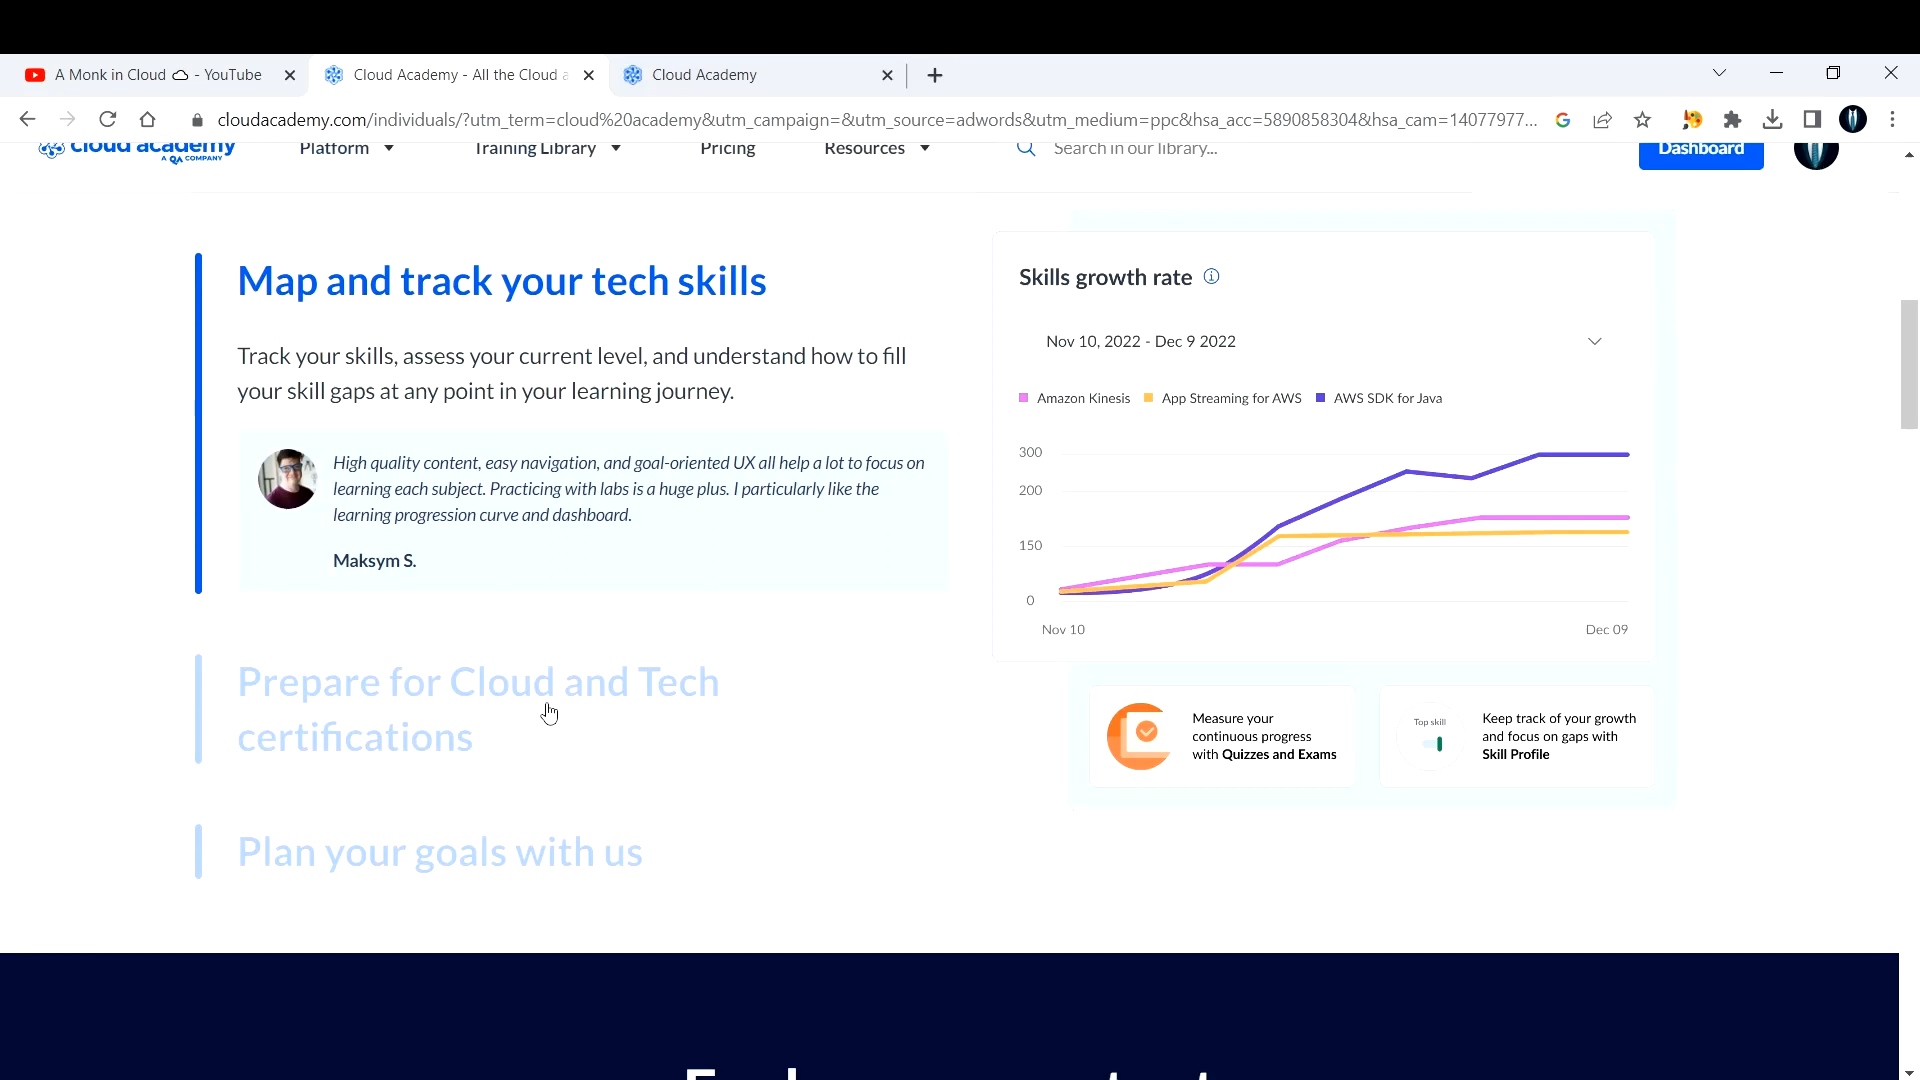 A Monk in Cloud - YouTube
Cloud Academy - All the Cloud a
Cloud Academy
cloudacademy.com/individuals/?utm_term=cloud%20academy&utm_campaign=&utm_source=adwords&utm_medium=ppc&hsa_acc=5890858304&hsa_cam=14077977...
cloud academy
A QA COMPANY
Platform
Training Library
Pricing
Resources
Search in our library...
Dashboard
Map and track your tech skills
Track your skills, assess your current level, and understand how to fill
your skill gaps at any point in your learning journey.
High quality content, easy navigation, and goal-oriented UX all help a lot to focus on
learning each subject. Practicing with labs is a huge plus. I particularly like the
learning progression curve and dashboard.
Maksym S.
Prepare for Cloud and Tech
certifications
Plan your goals with us
Skills growth rate
Nov 10, 2022 - Dec 9 2022
Amazon Kinesis
App Streaming for AWS
AWS SDK for Java
300
200
150
0
Nov 10
Dec 09
Measure your
continuous progress
with Quizzes and Exams
Top skill
Keep track of your growth
and focus on gaps with
Skill Profile